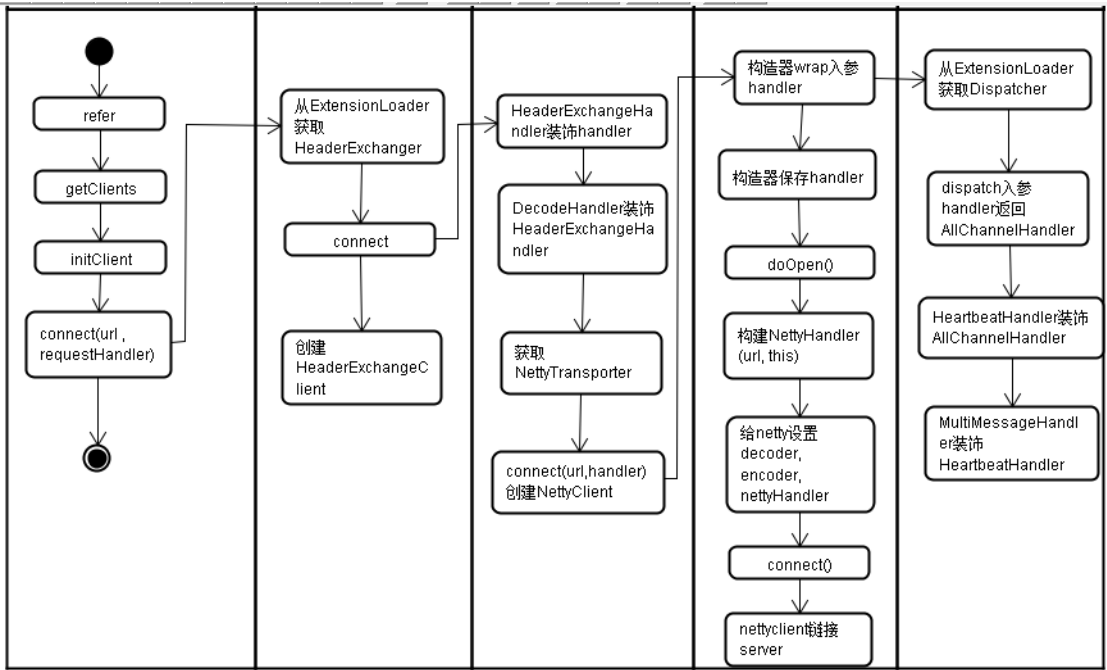 refer
getClients
initClient
connect(url ,
requestHandler)
从ExtensionLoader
获取
HeaderExchanger
connect
创建
HeaderExchangeC
lient
HeaderExchangeHa
ndler装饰handler
DecodeHandler装饰
HeaderExchangeHa
ndler
获取
NettyTransporter
connect(url,handler)
创建NettyClient
构造器wrap入参
handler
构造器保存handler
doOpen()
构建NettyHandler
(url, this)
给netty设置
decoder,
encoder,
nettyHandler
connect()
nettyclient链接
server
从ExtensionLoader
获取Dispatcher
dispatch入参
handler返回
AllChannelHandler
HeartbeatHandler装饰
AllChannelHandler
MultiMessageHandl
er装饰
HeartbeatHandler